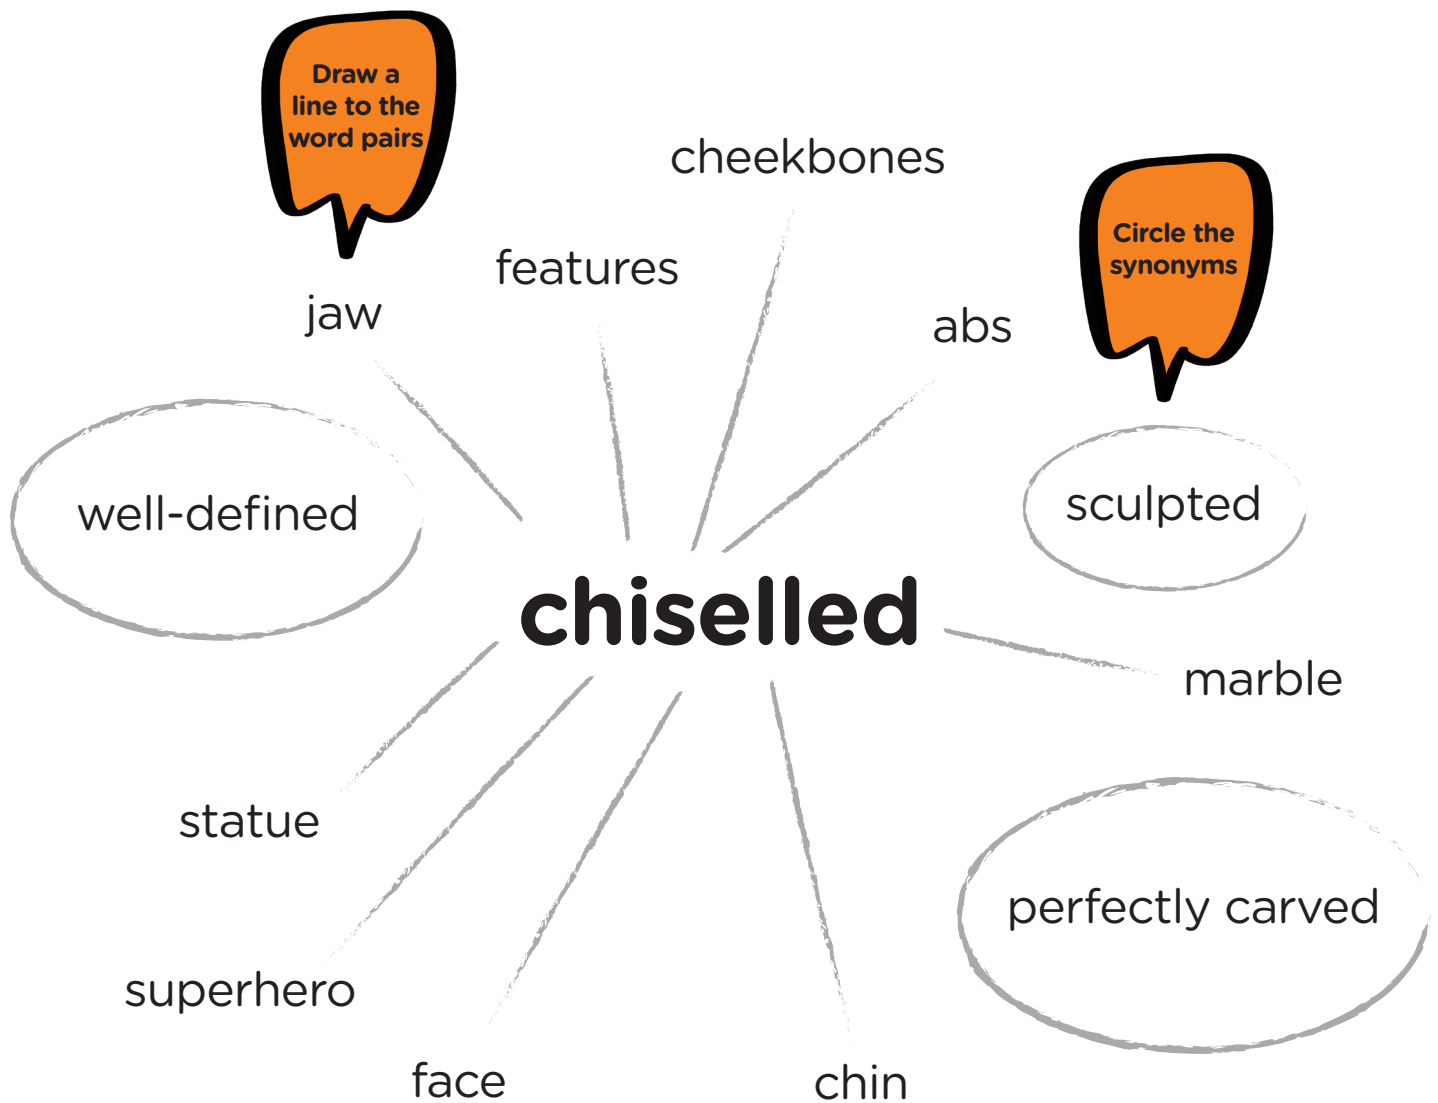 Draw a
line to the
word pairs
cheekbones
Circle the
synonyms
features
jaw
abs
well-defined
sculpted
chiselled
marble
statue
perfectly carved
superhero
face
chin